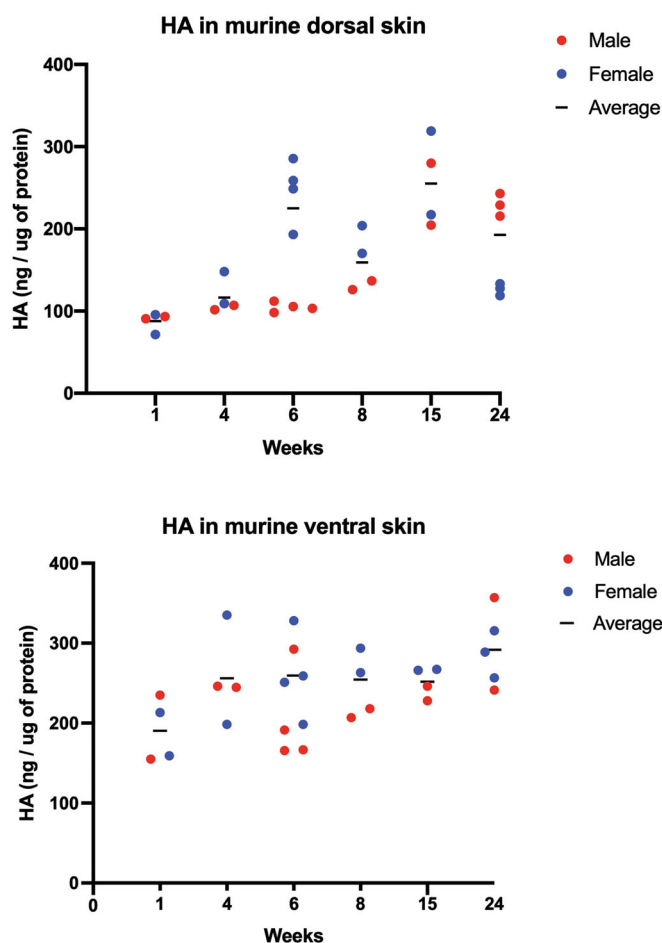 HA in murine dorsal skin
Male
Female
Average
HA (ng / ug of protein)
400
300
200
100
0
1 4 6 8 15 24
Weeks
HA in murine ventral skin
Male
Female
Average
HA (ng / ug of protein)
400
300
200
100
0
0 1 4 6 8 15 24
Weeks